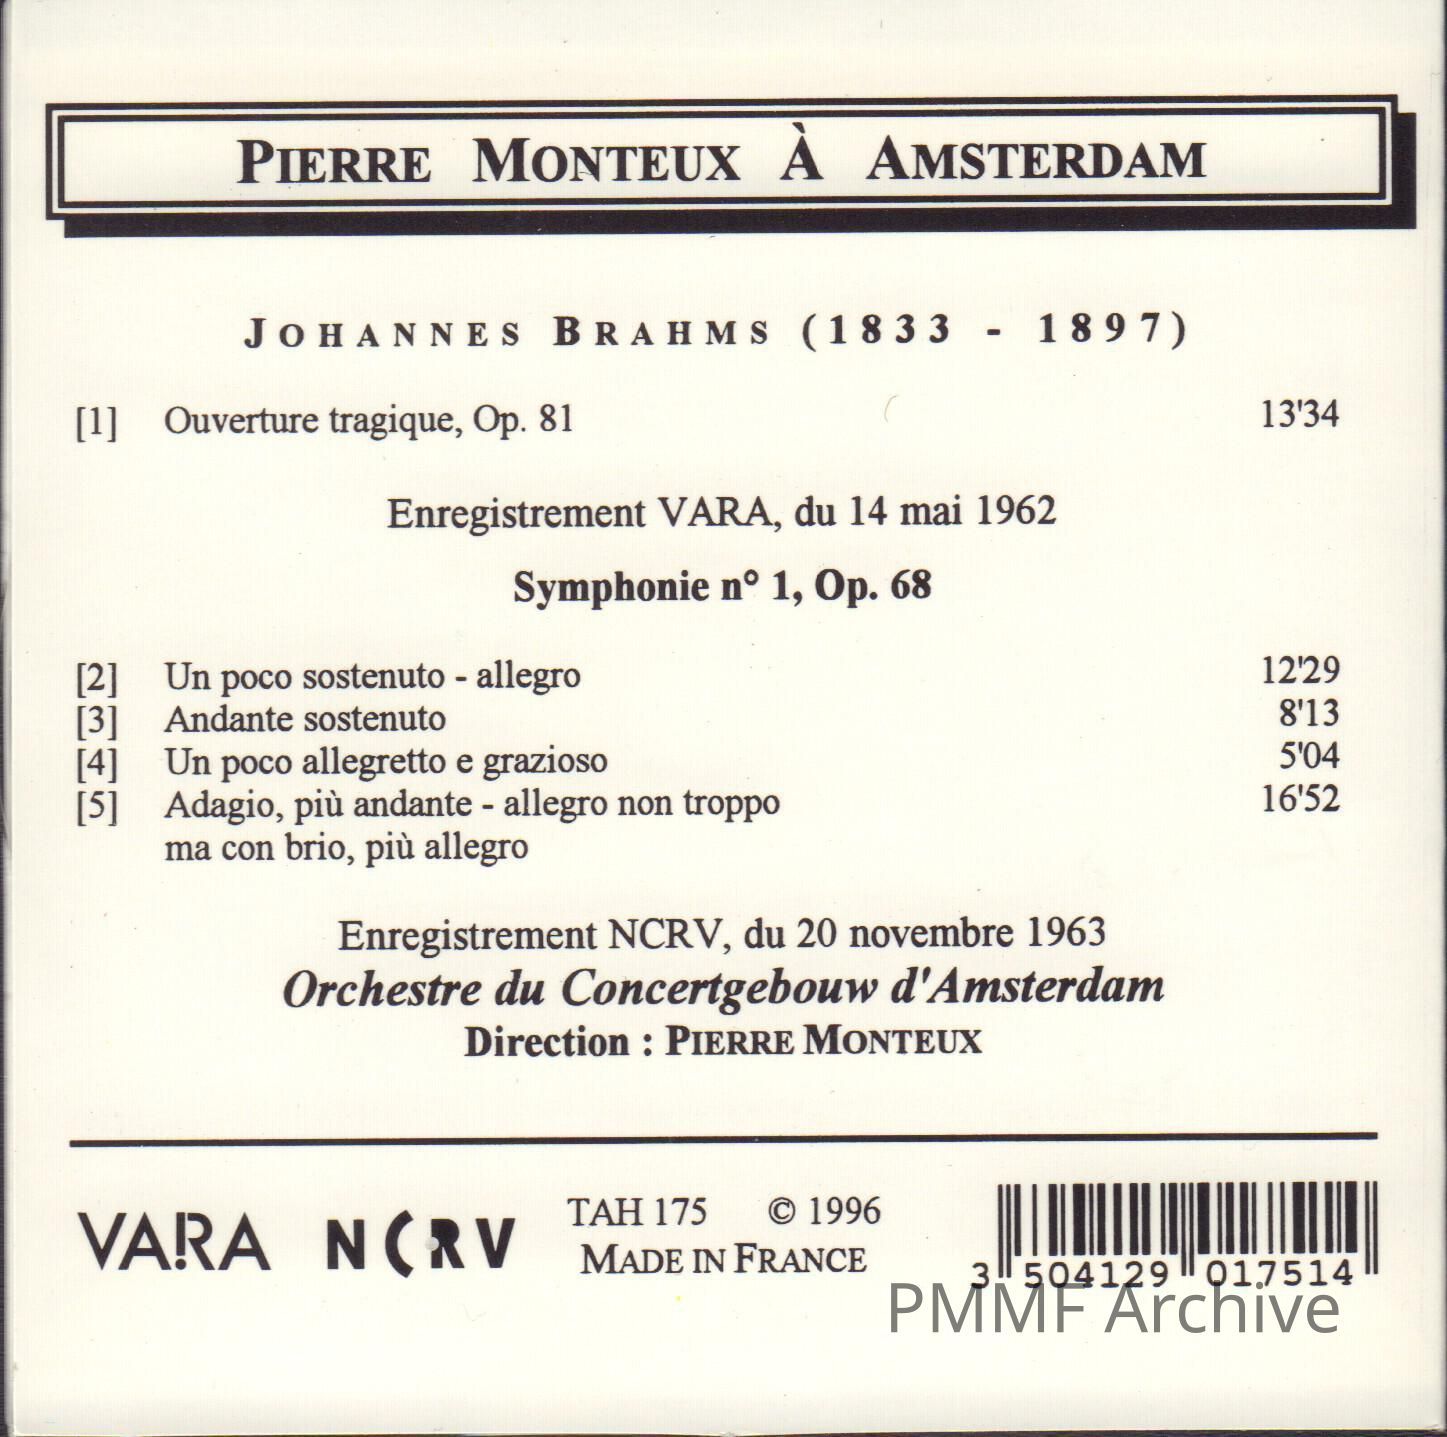 PIERRE MONTEUX À AMSTERDAM
JOHANNES BRAHMS (1833 - 1897)
[1] Ouverture tragique, Op. 81 13'34
Enregistrement VARA, du 14 mai 1962
Symphonie n° 1, Op. 68
[2] Un poco sostenuto - allegro 12'29
[3] Andante sostenuto 8'13
[4] Un poco allegretto e grazioso 5'04
[5] Adagio, più andante - allegro non troppo 16'52
ma con brio, più allegro
Enregistrement NCRV, du 20 novembre 1963
Orchestre du Concertgebouw d'Amsterdam
Direction : PIERRE MONTEUX
VARA NCRV TAH 175 © 1996
MADE IN FRANCE
3 504129 017514
PMMF Archive